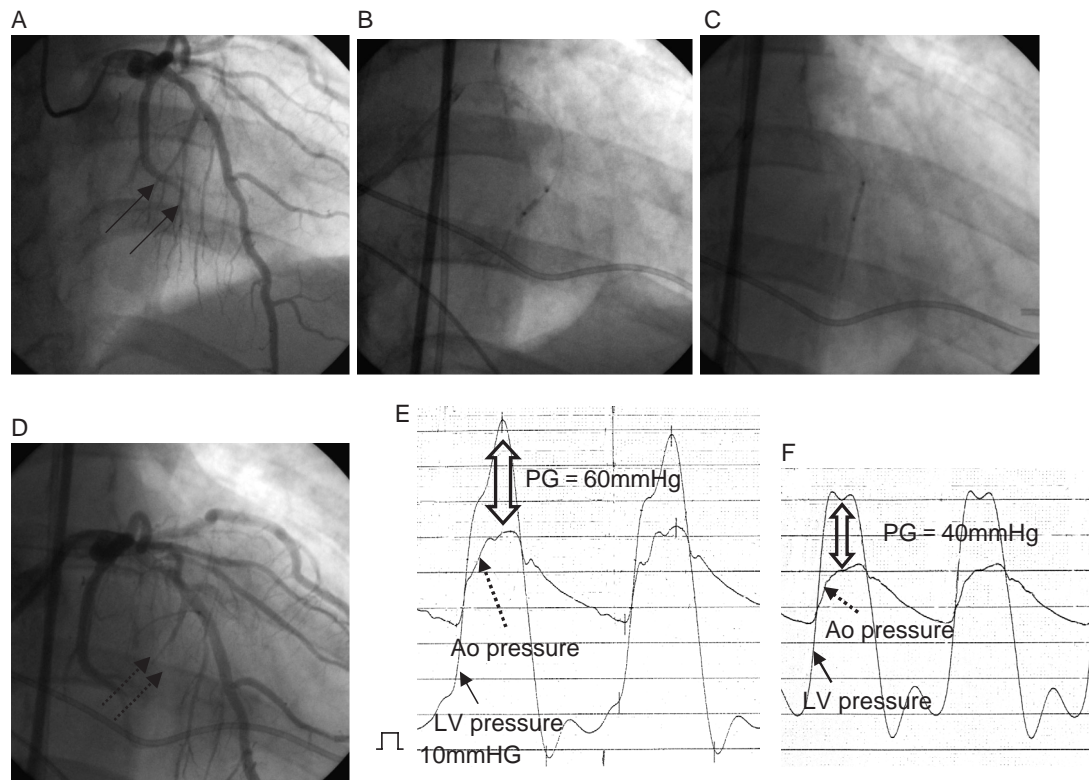 A
B
C
D
E
PG = 60mmHg
Ao pressure
LV pressure
10mmHG
F
PG = 40mmHg
Ao pressure
LV pressure